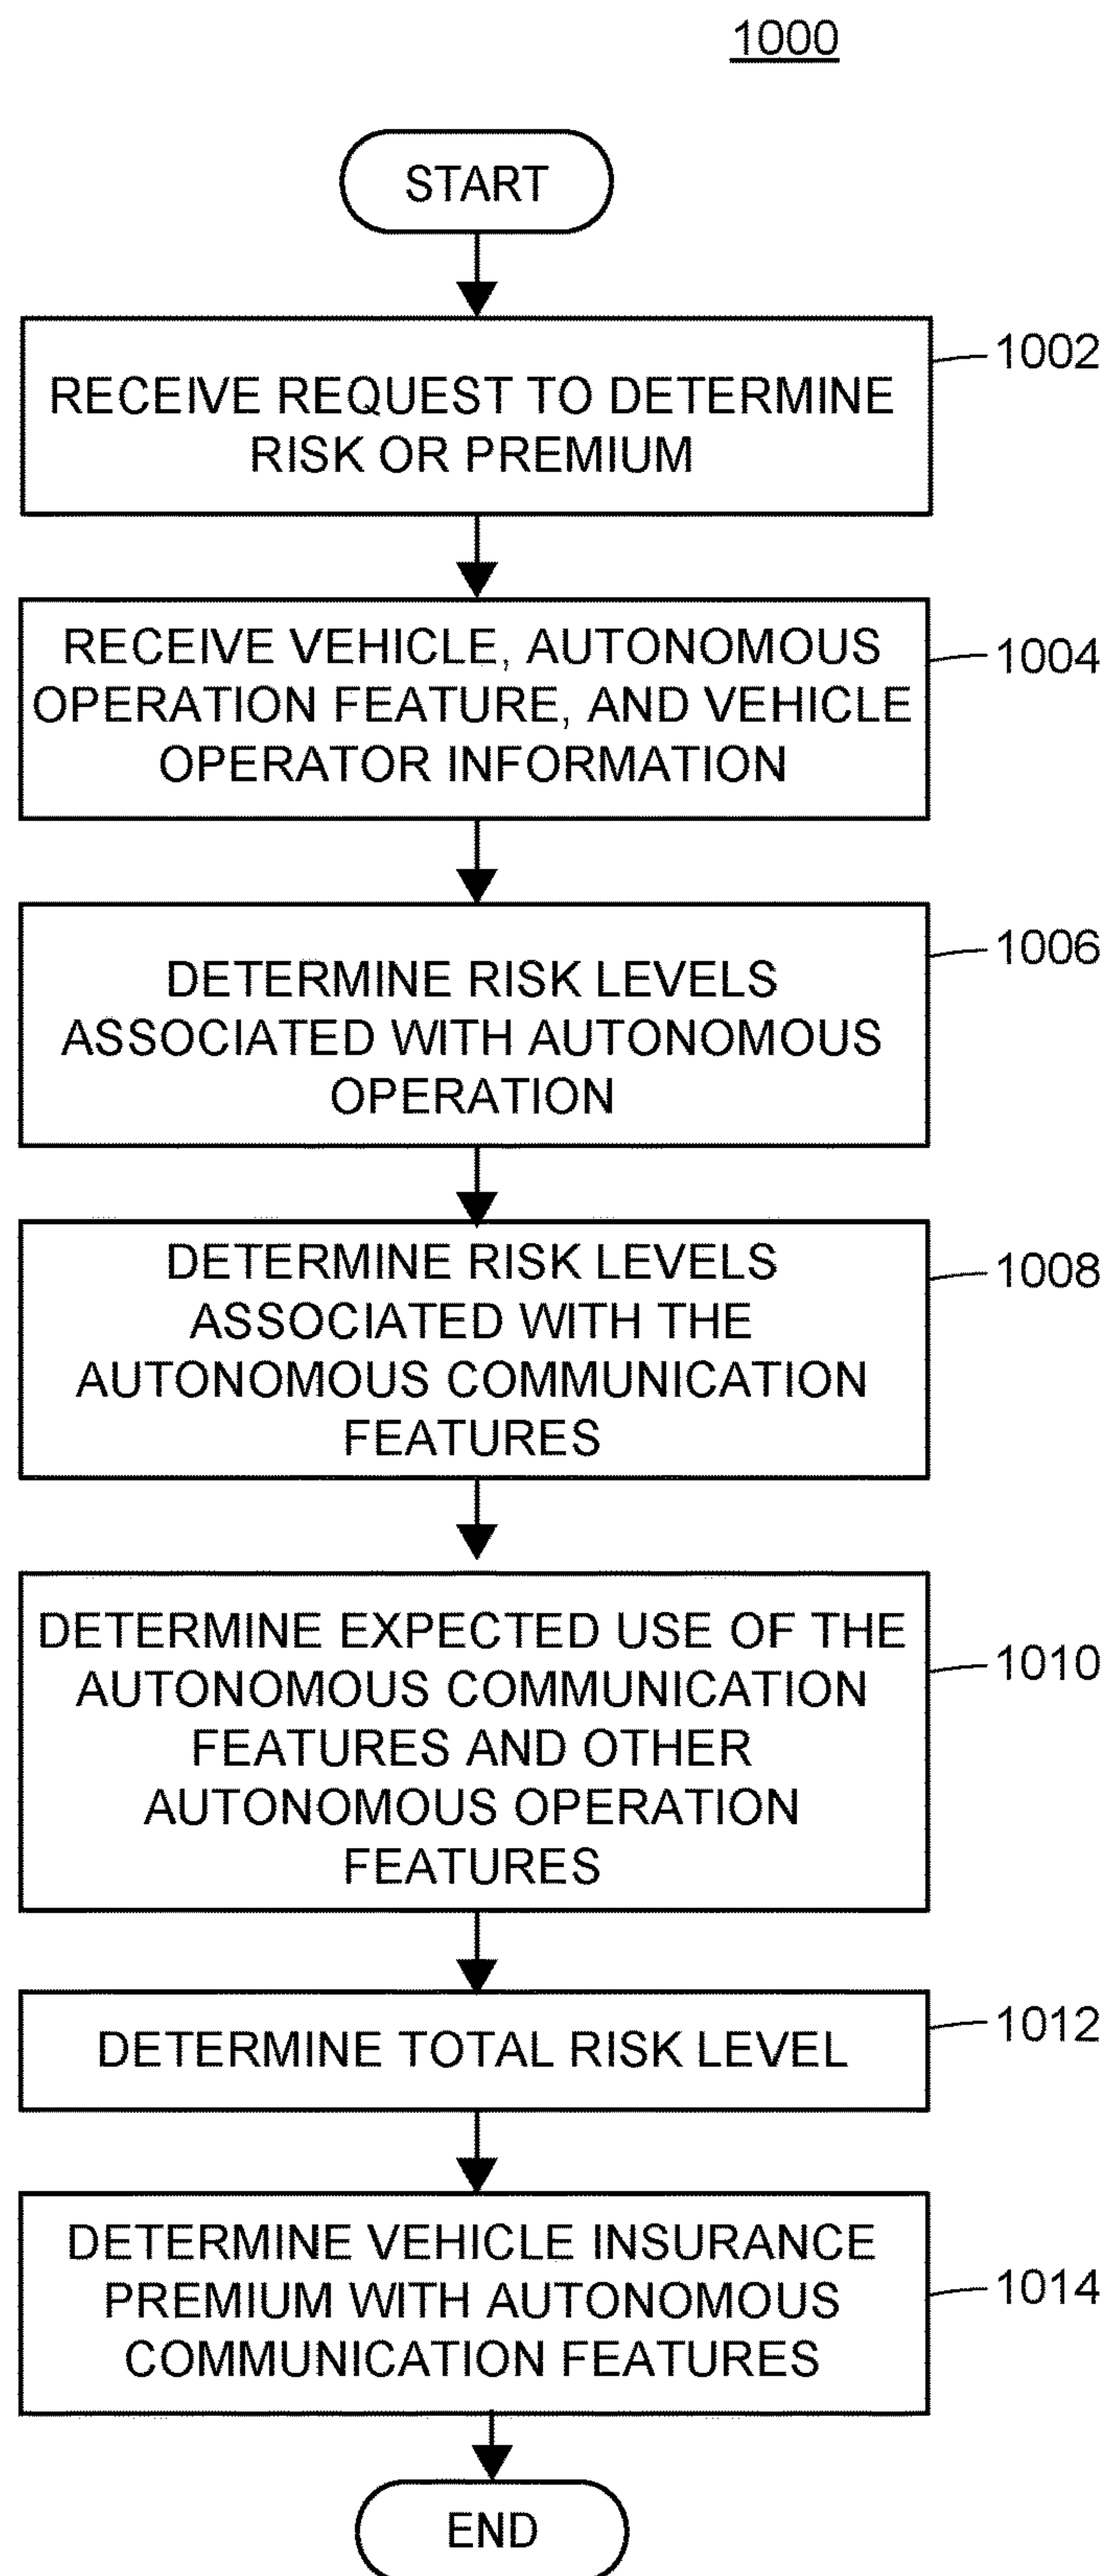 1000
START
RECEIVE REQUEST TO DETERMINE
RISK OR PREMIUM
1002
RECEIVE VEHICLE, AUTONOMOUS
OPERATION FEATURE, AND VEHICLE
OPERATOR INFORMATION
1004
DETERMINE RISK LEVELS
ASSOCIATED WITH AUTONOMOUS
OPERATION
1006
DETERMINE RISK LEVELS
ASSOCIATED WITH THE
AUTONOMOUS COMMUNICATION
FEATURES
1008
DETERMINE EXPECTED USE OF THE
AUTONOMOUS COMMUNICATION
FEATURES AND OTHER
AUTONOMOUS OPERATION
FEATURES
1010
DETERMINE TOTAL RISK LEVEL
1012
DETERMINE VEHICLE INSURANCE
PREMIUM WITH AUTONOMOUS
COMMUNICATION FEATURES
1014
END